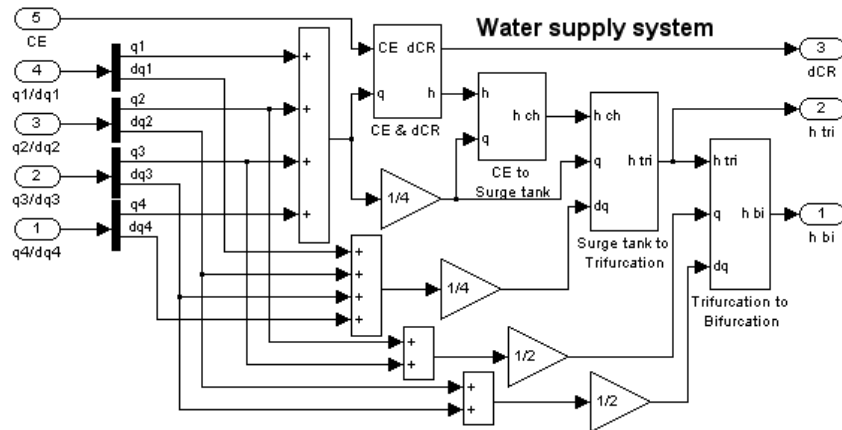 Water supply system
5
CE
4
q1/dq1
3
q2/dq2
2
q3/dq3
1
q4/dq4
q1
dq1
q2
dq2
q3
dq3
q4
dq4
+
+
+
+
CE dCR
q
h
CE & dCR
h
h ch
q
CE to
Surge tank
1/4
h ch
q
h tri
dq
Surge tank to
Trifurcation
h tri
q
h bi
dq
Trifurcation to
Bifurcation
3
dCR
2
h tri
1
h bi
+
+
+
+
1/4
+
+
1/2
+
+
1/2